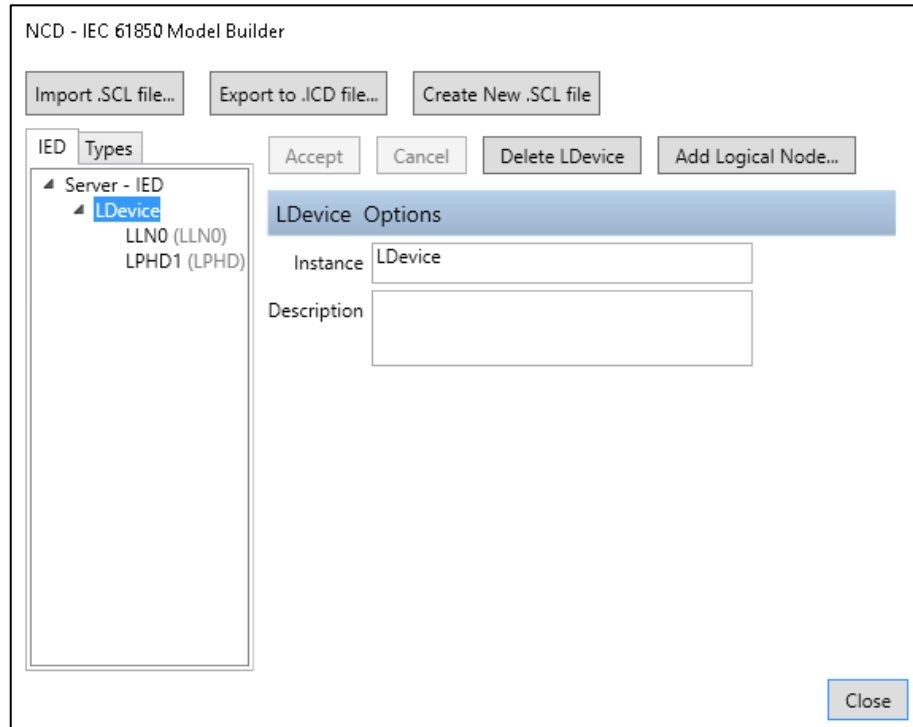 NCD - IEC 61850 Model Builder
Import .SCL file... Export to .ICD file... Create New .SCL file
IED Types
Accept Cancel Delete LDevice Add Logical Node...
Server - IED
LDevice
LLN0 (LLN0)
LPHD1 (LPHD)
LDevice Options
Instance LDevice
Description
Close